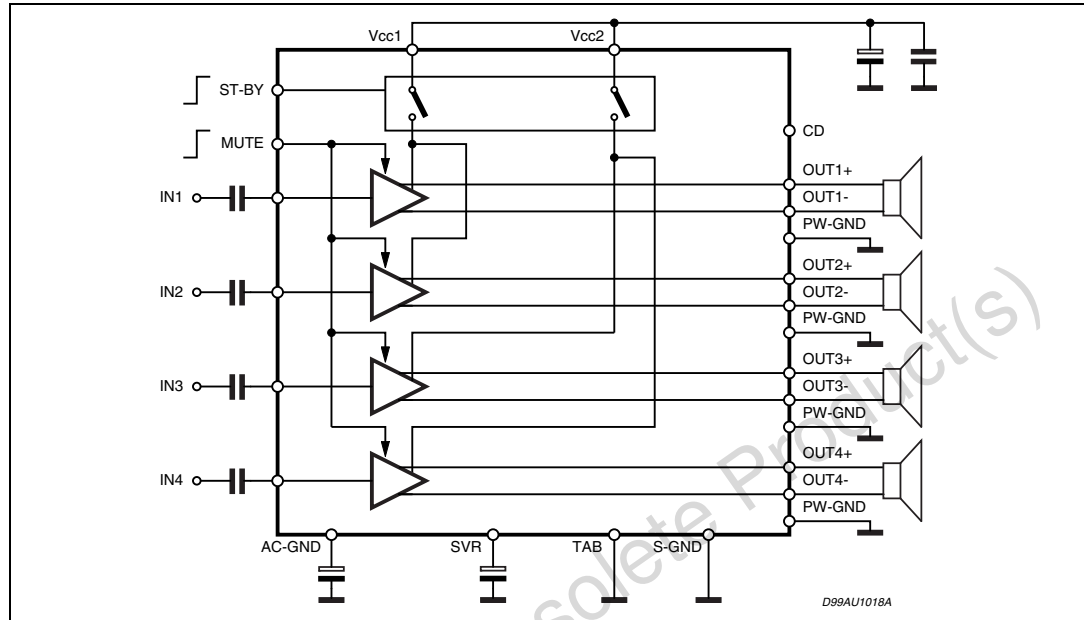 Vcc1
Vcc2
ST-BY
MUTE
CD
IN1
OUT1+
OUT1-
PW-GND
IN2
OUT2+
OUT2-
PW-GND
IN3
OUT3+
OUT3-
PW-GND
IN4
OUT4+
OUT4-
PW-GND
AC-GND
SVR
TAB
S-GND
D99AU1018A
solete Product(s)